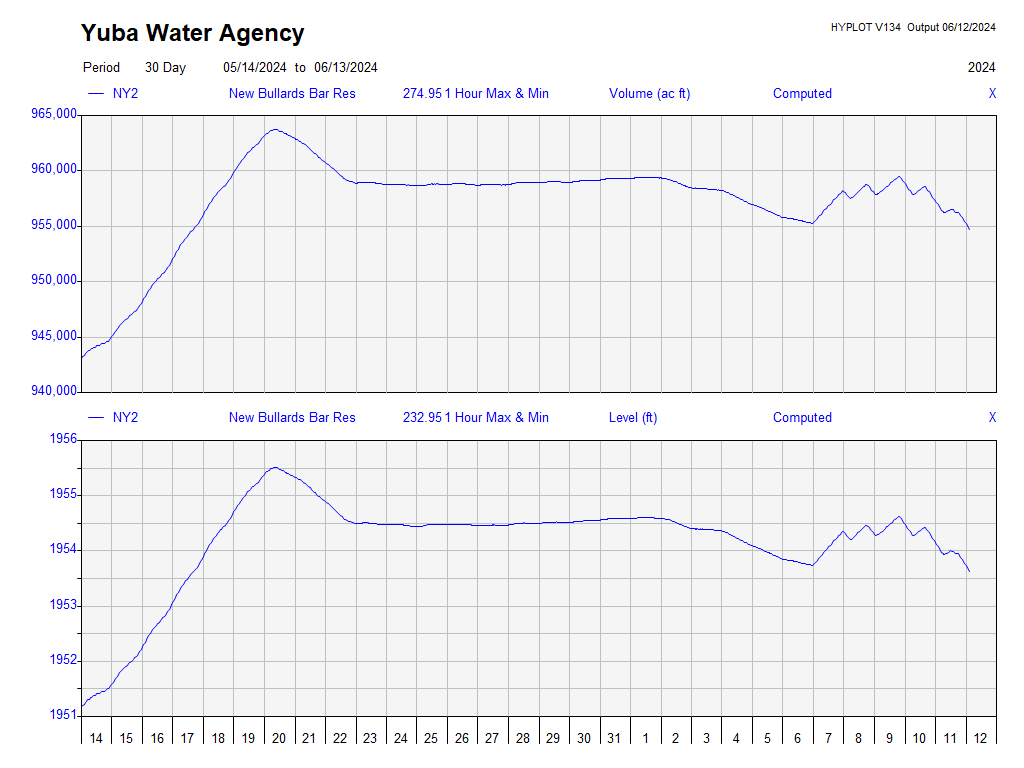 Yuba Water Agency
HYPLOT V134 Output 06/12/2024
Period 30 Day 05/14/2024 to 06/13/2024 2024
NY2 New Bullards Bar Res 274.95 1 Hour Max & Min Volume (ac ft) Computed X
965,000
960,000
955,000
950,000
945,000
940,000
NY2 New Bullards Bar Res 232.95 1 Hour Max & Min Level (ft) Computed X
1956
1955
1954
1953
1952
1951
14 15 16 17 18 19 20 21 22 23 24 25 26 27 28 29 30 31 1 2 3 4 5 6 7 8 9 10 11 12